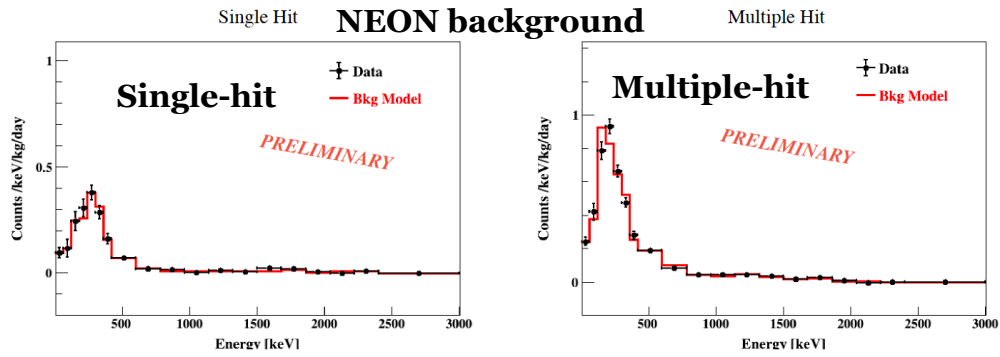 NEON background
Single Hit
Single-hit
Data
Bkg Model
PRELIMINARY
1
0.5
0
Counts /keV/kg/day
500
1000
1500
2000
2500
3000
Energy [keV]
Multiple Hit
Multiple-hit
Data
Bkg Model
PRELIMINARY
1
0.5
0
Counts /keV/kg/day
500
1000
1500
2000
2500
3000
Energy [keV]